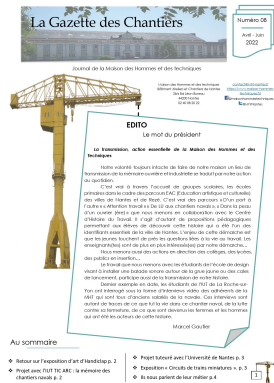 La Gazette des Chantiers
Numéro 08
Avril - Juin
2022
Journal de la Maison des Hommes et des techniques
Maison des Hommes et des techniques
Bâtiment Ateliers et Chantiers de Nantes
2bis Bd Léon Bureau
44200 Nantes
EDITO
Le mot du président
La transmission, action essentielle de la Maison des Hommes et des
Techniques
Notre volonté toujours intacte de faire de notre maison un lieu de
transmission de la mémoire ouvrière et industrielle se traduit par notre action
au quotidien.
C'est vrai à travers l'accueil de groupes scolaires, les écoles
primaires dans le cadre des parcours EAC (Education artistique et culturelle)
des villes de Nantes et de Rezé. C'est vrai des parcours « D'un port à
l'autre » « Attention travail » « De là aux chantiers navals », « Dans la peau
d'un ouvrier (ère) » que nous menons en collaboration avec le Centre
d'Histoire du Travail. Il s'agit d'autant de propositions pédagogiques
permettant aux élèves de découvrir cette histoire qui a été l'un des
identifiants essentiels de la ville de Nantes. L'enjeu de cette démarche est
que les jeunes touchent de près les questions liées à la vie au travail. Les
enseignants(es) sont de plus en plus intéressé(es) par notre démarche...
Nous menons aussi des actions en direction des collèges, des lycées,
des publics en insertion...
Le travail que nous menons avec les étudiants de l'école de design
visant à installer une balade sonore autour de la grue jaune ou des cales
de lancement, participe aussi de la transmission de notre histoire.
Dernier exemple en date, les étudiants de l'IUT de La Roche-sur-
Yon ont interrogé sous la forme d'interviews vidéo des adhérents de la
MHT qui sont tous d'anciens salariés de la navale. Ces interviews sont
autant de traces de ce que fut la vie dans ce chantier naval, de la lutte
contre sa fermeture, de ce que sont devenus les femmes et les hommes
qui ont été les acteurs de cette histoire.
Marcel Gautier
Au sommaire
❖ Retour sur l'exposition d'art d'Handiclap p. 2
❖ Projet avec l'IUT TIC ARC : la mémoire des
chantiers navals p. 2
❖ Projet tuteuré avec l'Université de Nantes p. 3
❖ Exposition « Circuits de trains miniatures ». p. 3
❖ Ils nous parlent de leur métier p.4
1